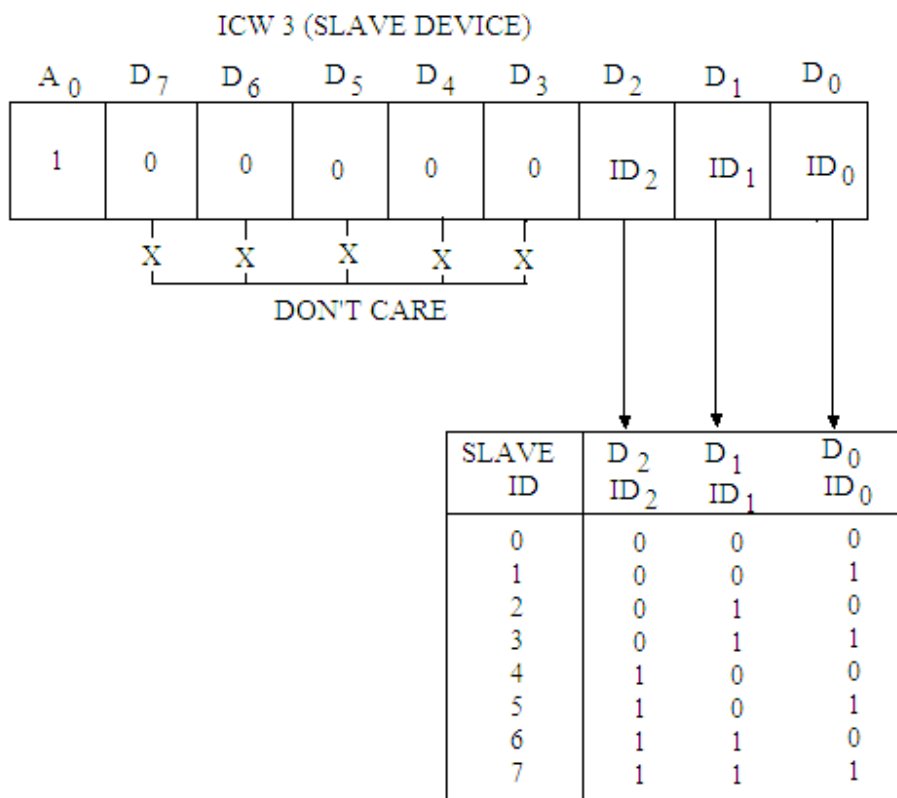 ICW 3 (SLAVE DEVICE)
A0 D7 D6 D5 D4 D3 D2 D1 D0
1 0 0 0 0 0 ID2 ID1 ID0
X X X X X
DON'T CARE
SLAVE D2 D1 D0
ID ID2 ID1 ID0
0 0 0 0
1 0 0 1
2 0 1 0
3 0 1 1
4 1 0 0
5 1 0 1
6 1 1 0
7 1 1 1